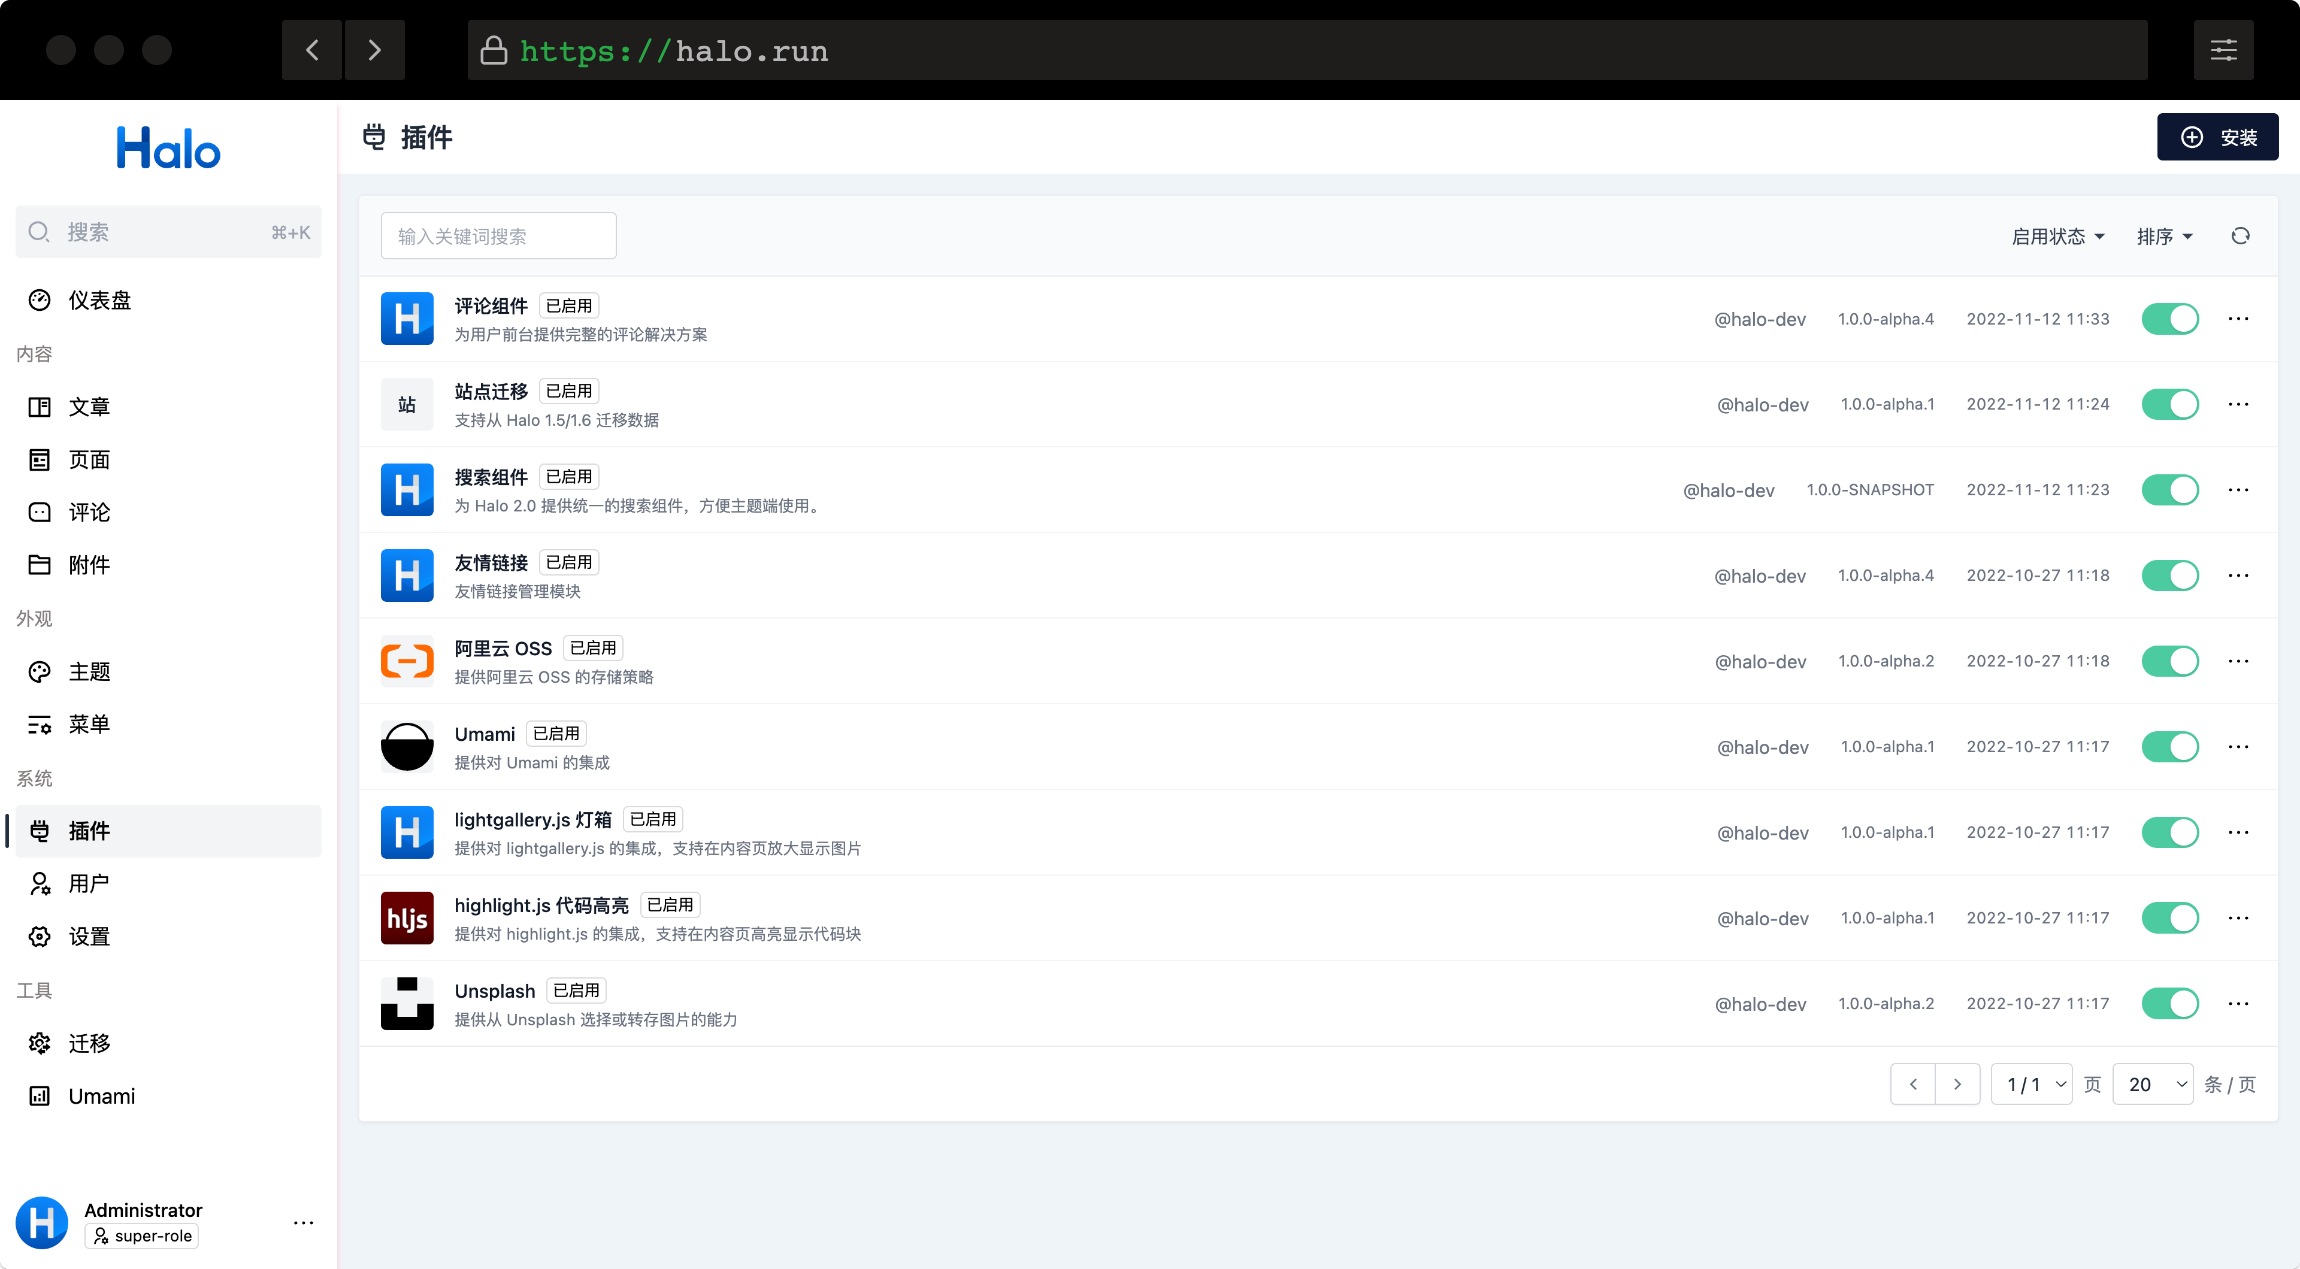 https://halo.run
Halo
搜索 ⌘+K
仪表盘
内容
文章
页面
评论
附件
外观
主题
菜单
系统
插件
用户
设置
工具
迁移
Umami
Administrator
super-role
插件
安装
输入关键词搜索 启用状态 排序
评论组件 已启用
为用户前台提供完整的评论解决方案
@halo-dev 1.0.0-alpha.4 2022-11-12 11:33
站
站点迁移 已启用
支持从 Halo 1.5/1.6 迁移数据
@halo-dev 1.0.0-alpha.1 2022-11-12 11:24
搜索组件 已启用
为 Halo 2.0 提供统一的搜索组件，方便主题端使用。
@halo-dev 1.0.0-SNAPSHOT 2022-11-12 11:23
友情链接 已启用
友情链接管理模块
@halo-dev 1.0.0-alpha.4 2022-10-27 11:18
阿里云 OSS 已启用
提供阿里云 OSS 的存储策略
@halo-dev 1.0.0-alpha.2 2022-10-27 11:18
Umami 已启用
提供对 Umami 的集成
@halo-dev 1.0.0-alpha.1 2022-10-27 11:17
lightgallery.js 灯箱 已启用
提供对 lightgallery.js 的集成，支持在内容页放大显示图片
@halo-dev 1.0.0-alpha.1 2022-10-27 11:17
hljs
highlight.js 代码高亮 已启用
提供对 highlight.js 的集成，支持在内容页高亮显示代码块
@halo-dev 1.0.0-alpha.1 2022-10-27 11:17
Unsplash 已启用
提供从 Unsplash 选择或转存图片的能力
@halo-dev 1.0.0-alpha.2 2022-10-27 11:17
1 / 1 页 20 条 / 页